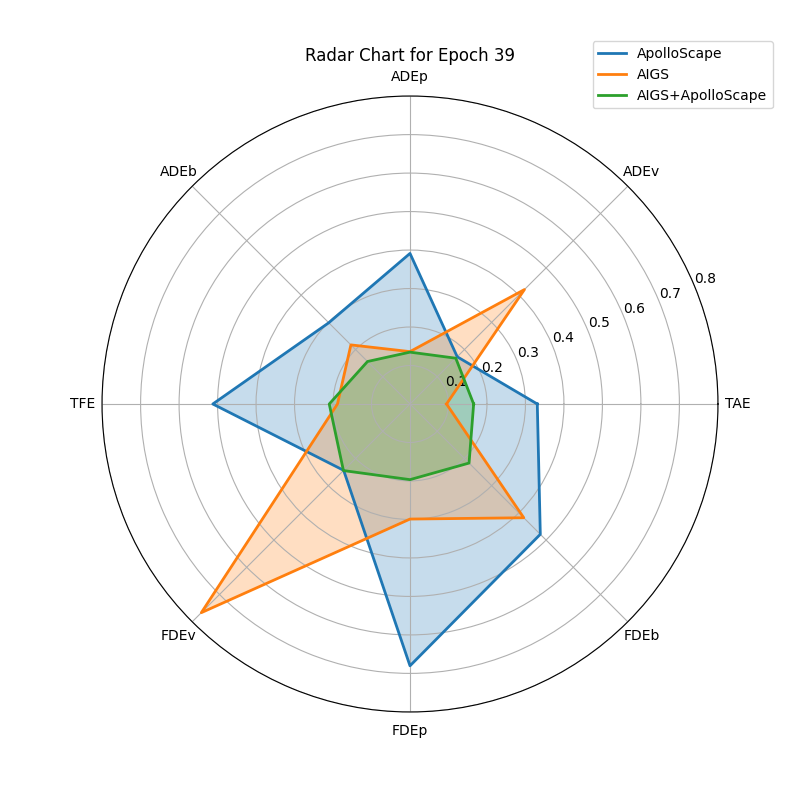 Radar Chart for Epoch 39
ApolloScape
AIGS
AIGS+ApolloScape
ADEp
ADEb
ADEv
0.1
0.2
0.3
0.4
0.5
0.6
0.7
0.8
TFE
TAE
FDEv
FDEb
FDEp